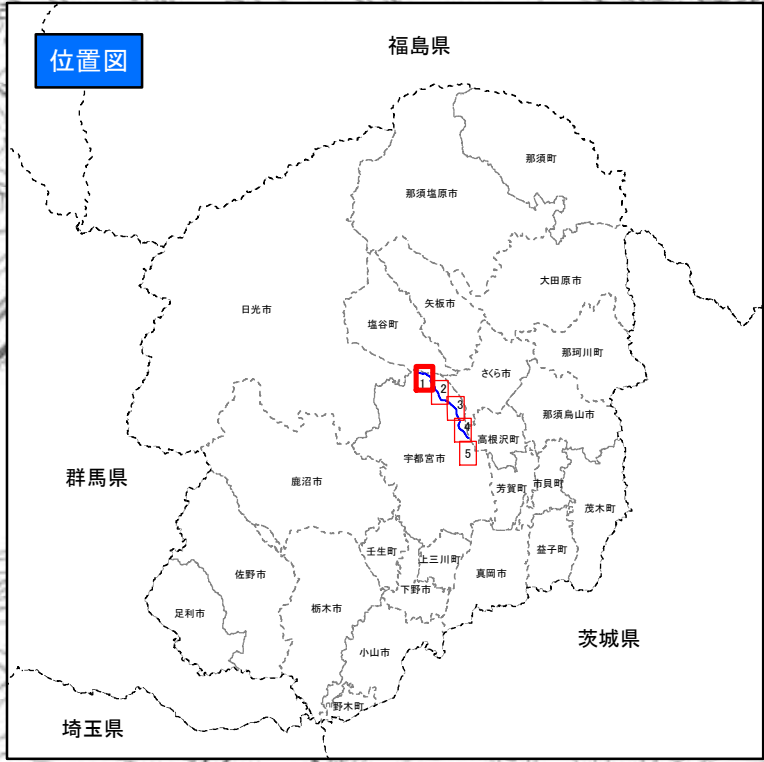 福島県
位置図
那須町
那須塩原市
大田原市
矢板市
日光市
塩谷町
那珂川町
さくら市
1
2
3
那須烏山市
4
高根沢町
5
宇都宮市
群馬県
鹿沼市
芳賀町
市貝町
茂木町
壬生町
上三川町
益子町
佐野市
真岡市
下野市
足利市
栃木市
茨城県
小山市
野木町
埼玉県